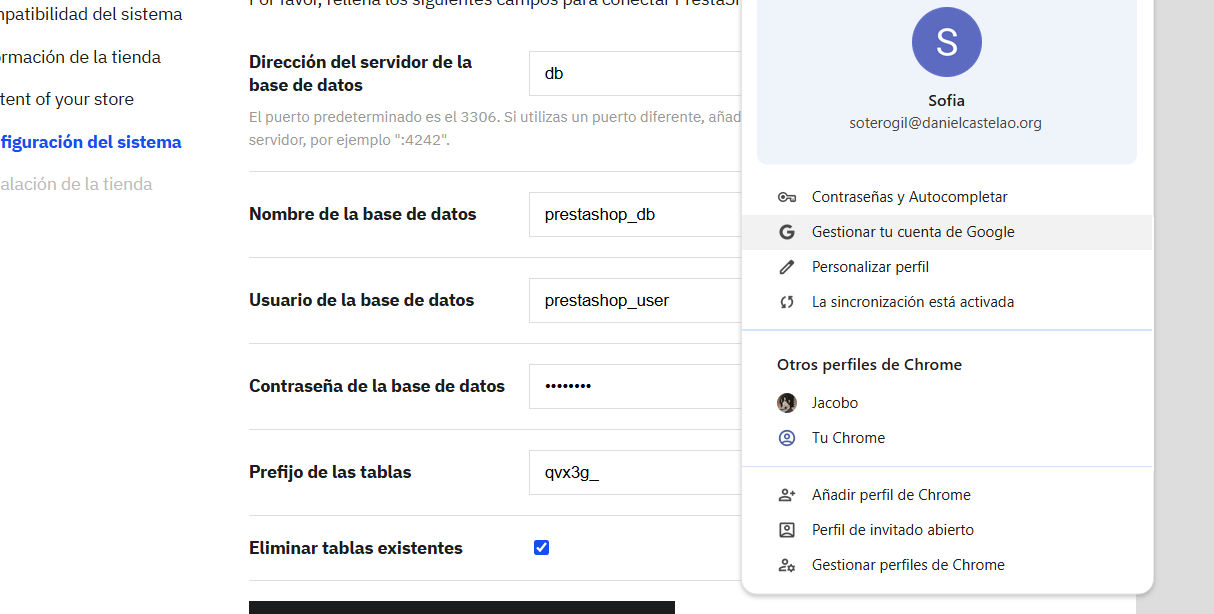 mpatibilidad del sistema
ormación de la tienda
tent of your store
figuración del sistema
alación de la tienda
Por favor, rellena los siguientes campos para conectar PrestaS
Dirección del servidor de la
base de datos
db
El puerto predeterminado es el 3306. Si utilizas un puerto diferente, añad
servidor, por ejemplo ":4242".
Nombre de la base de datos
prestashop_db
Usuario de la base de datos
prestashop_user
Contraseña de la base de datos
••••••••
Prefijo de las tablas
qvx3g_
Eliminar tablas existentes
S
Sofia
soterogil@danielcastelao.org
Contraseñas y Autocompletar
Gestionar tu cuenta de Google
Personalizar perfil
La sincronización está activada
Otros perfiles de Chrome
Jacobo
Tu Chrome
Añadir perfil de Chrome
Perfil de invitado abierto
Gestionar perfiles de Chrome